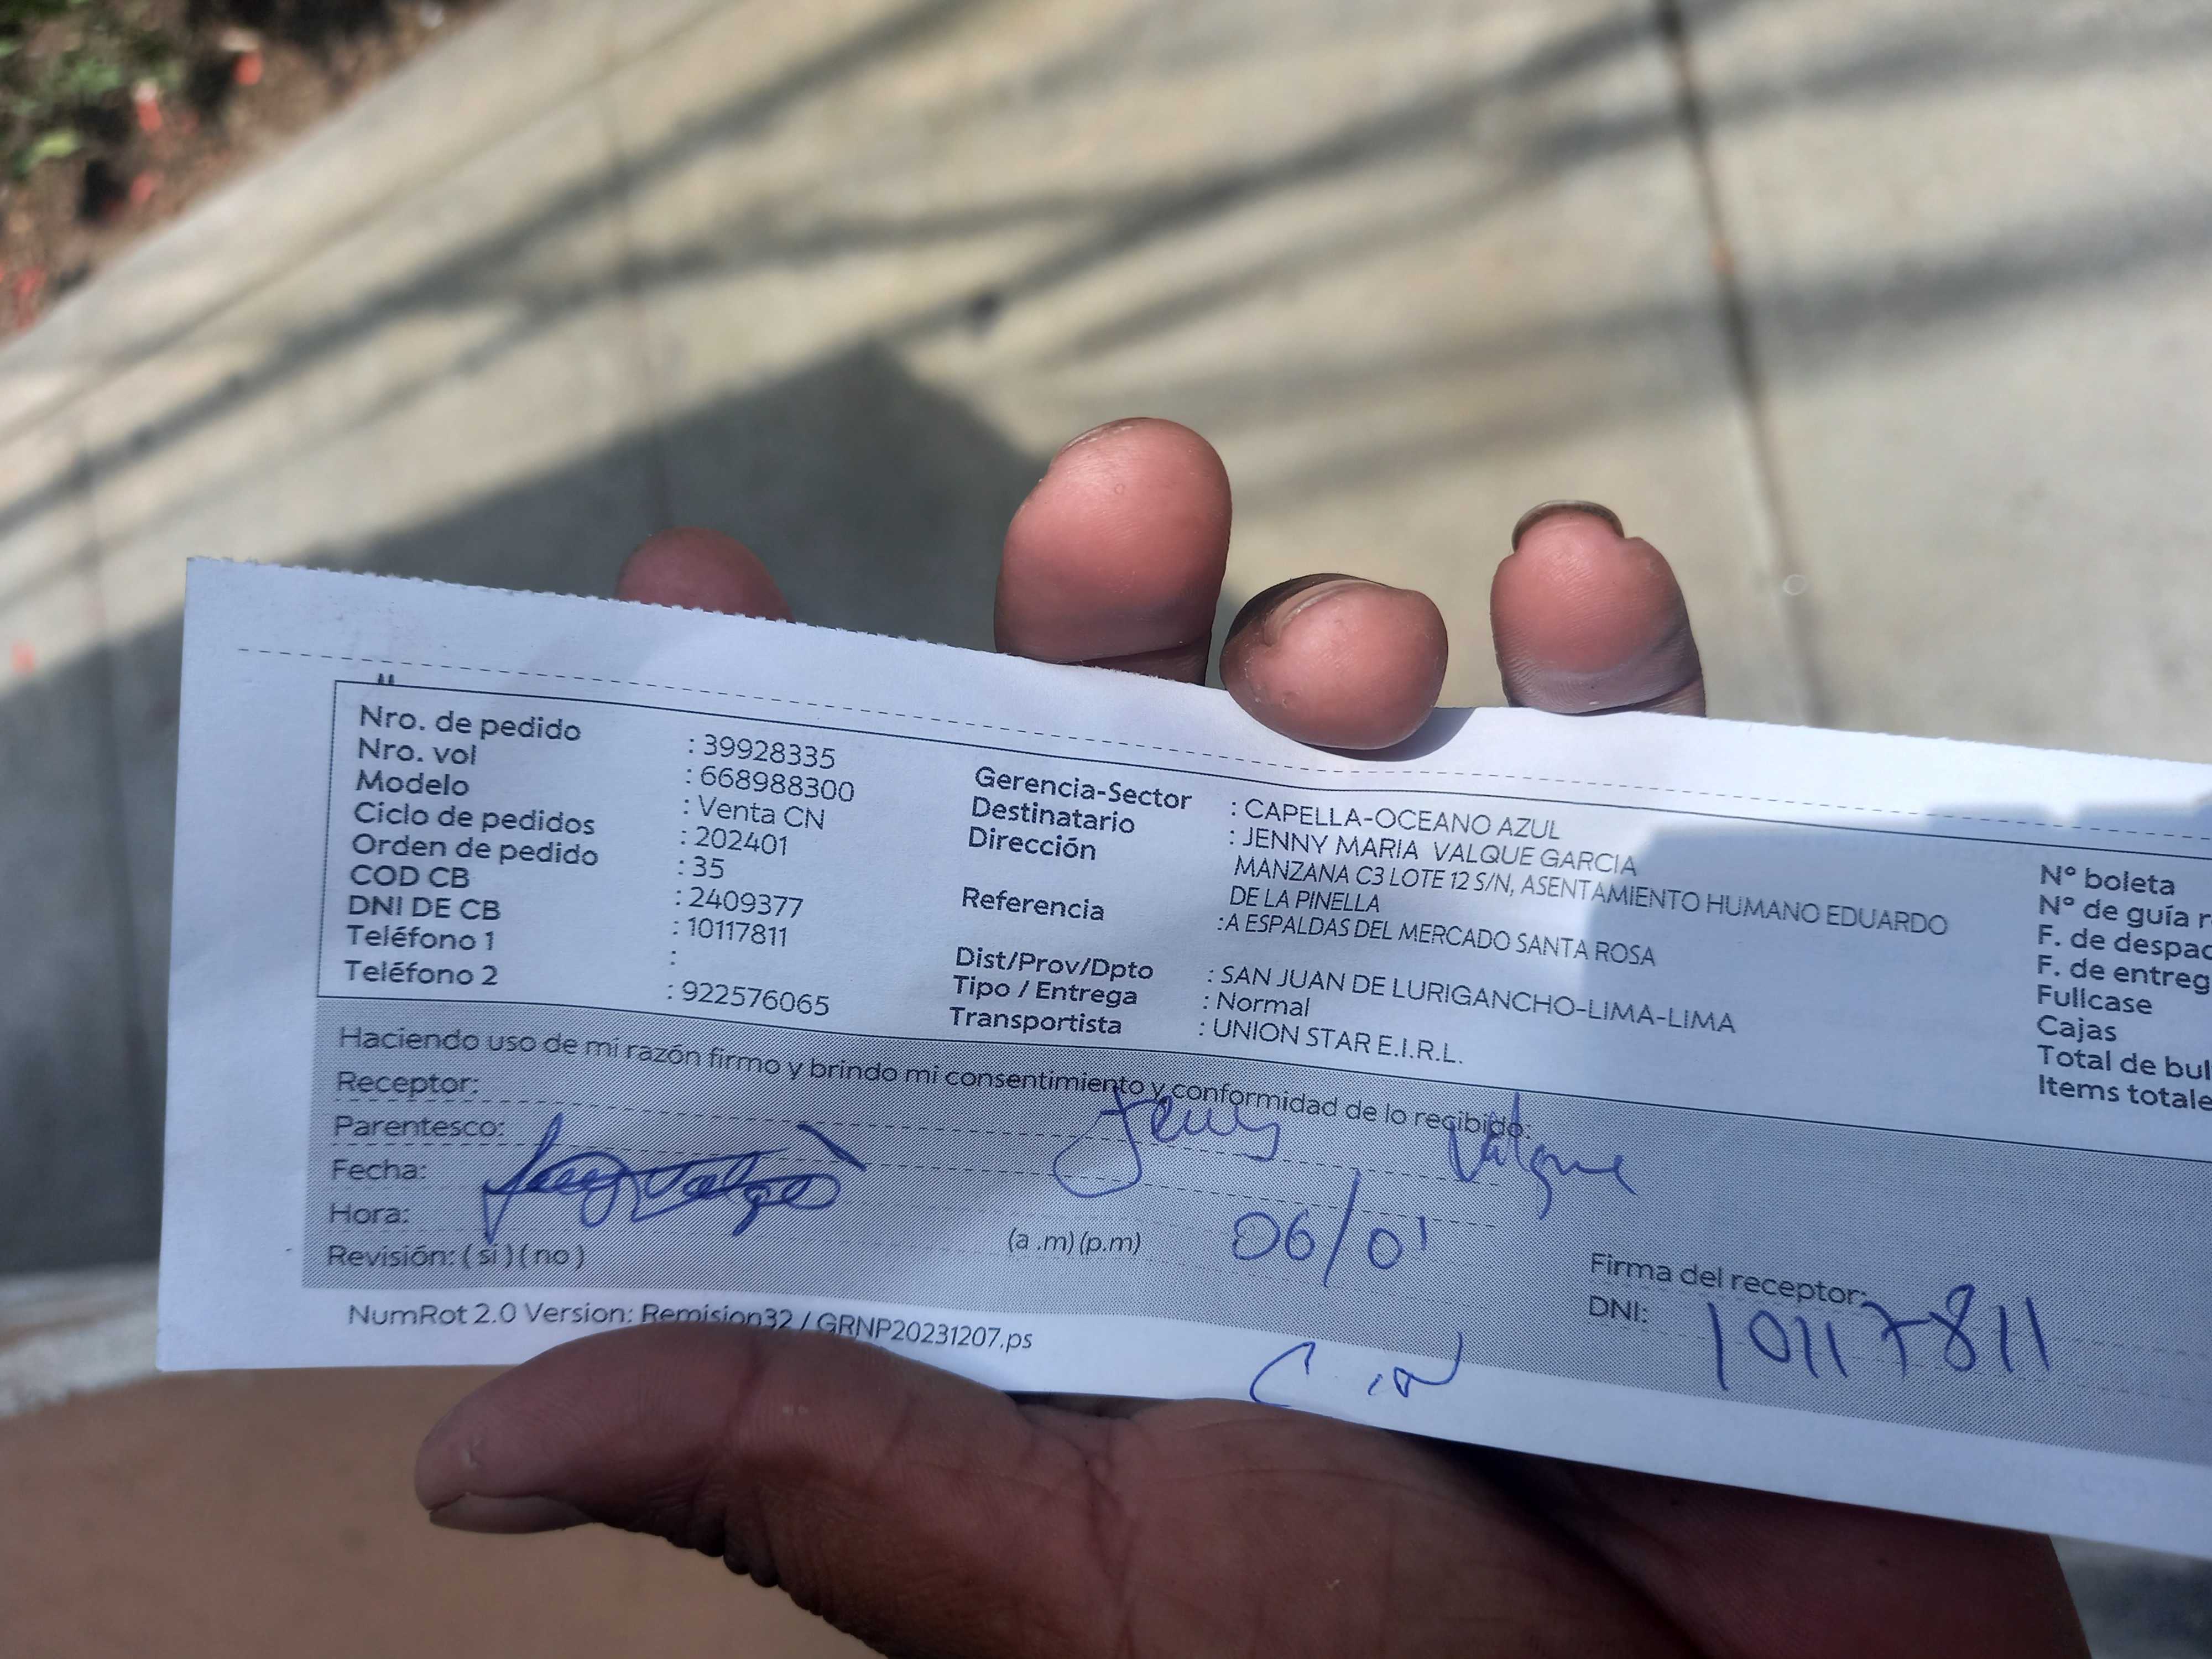 Nro. de pedido : 39928335
Nro. vol : 668988300
Modelo : Venta CN
Ciclo de pedidos : 202401
Orden de pedido : 35
COD CB : 2409377
DNI DE CB : 10117811
Teléfono 1 :
Teléfono 2 : 922576065
Gerencia-Sector : CAPELLA-OCEANO AZUL
Destinatario : JENNY MARIA VALQUE GARCIA
Dirección MANZANA C3 LOTE 12 S/N, ASENTAMIENTO HUMANO EDUARDO
DE LA PINELLA
Referencia :A ESPALDAS DEL MERCADO SANTA ROSA
Dist/Prov/Dpto : SAN JUAN DE LURIGANCHO-LIMA-LIMA
Tipo / Entrega : Normal
Transportista : UNION STAR E.I.R.L.
N° boleta
N° de guía r
F. de despac
F. de entreg
Fullcase
Cajas
Total de bul
Items totale
Haciendo uso de mi razón firmo y brindo mi consentimiento y conformidad de lo recibido:
Receptor:
Parentesco: Valque
Fecha:
Hora: (a .m) (p.m) 06/01
Revisión: ( si ) ( no )
Firma del receptor:
DNI: 10117811
NumRot 2.0 Version: Remision32 / GRNP20231207.ps